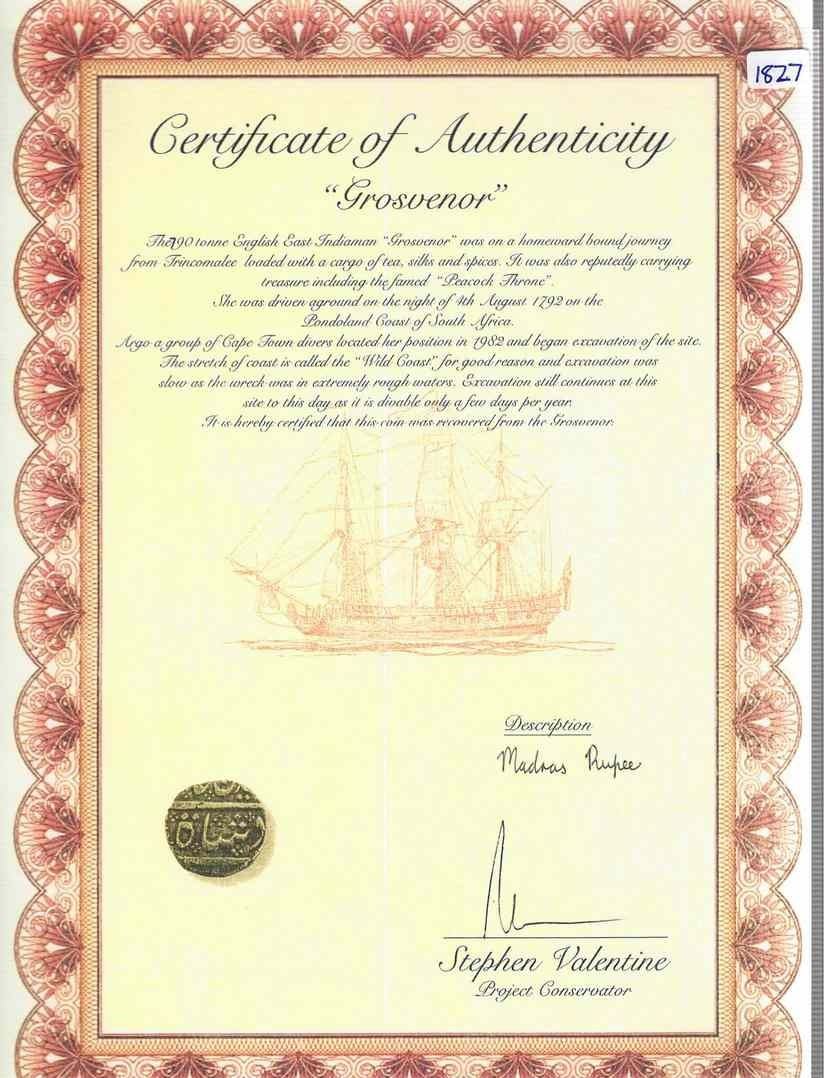 1827
Certificate of Authenticity
“Grosvenor”
The 790 tonne English East Indiaman “Grosvenor” was on a homeward bound journey
from Trincomalee loaded with a cargo of tea, silks and spices. It was also reputedly carrying
treasure including the famed “Peacock Throne”.
She was driven aground on the night of 4th August 1792 on the
Pondoland Coast of South Africa.
Argo a group of Cape Town divers located her position in 1982 and began excavation of the site.
The stretch of coast is called the “Wild Coast” for good reason and excavation was
slow as the wreck was in extremely rough waters. Excavation still continues at this
site to this day as it is divable only a few days per year.
It is hereby certified that this coin was recovered from the Grosvenor.
Description
Madras Rupee
Stephen Valentine
Project Conservator